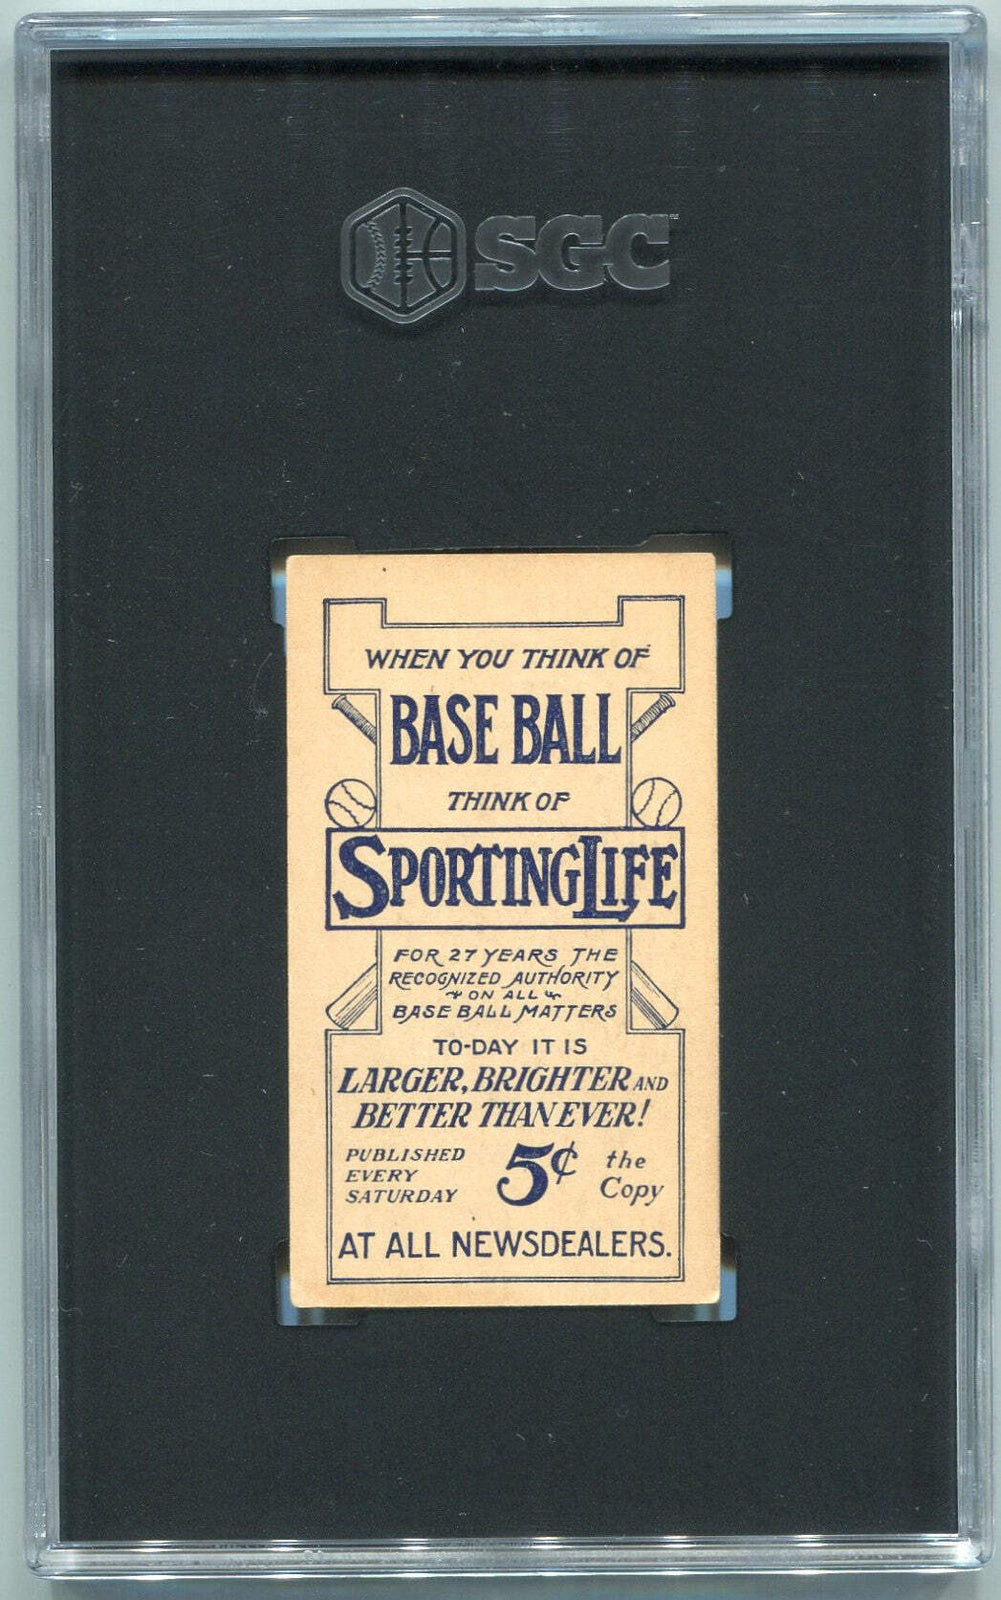 SGC
WHEN YOU THINK OF
BASE BALL
THINK OF
SPORTING LIFE
FOR 27 YEARS THE
RECOGNIZED AUTHORITY
ON ALL
BASE BALL MATTERS
TO-DAY IT IS
LARGER, BRIGHTER AND
BETTER THAN EVER!
PUBLISHED
EVERY
SATURDAY
5¢
the
Copy
AT ALL NEWSDEALERS.